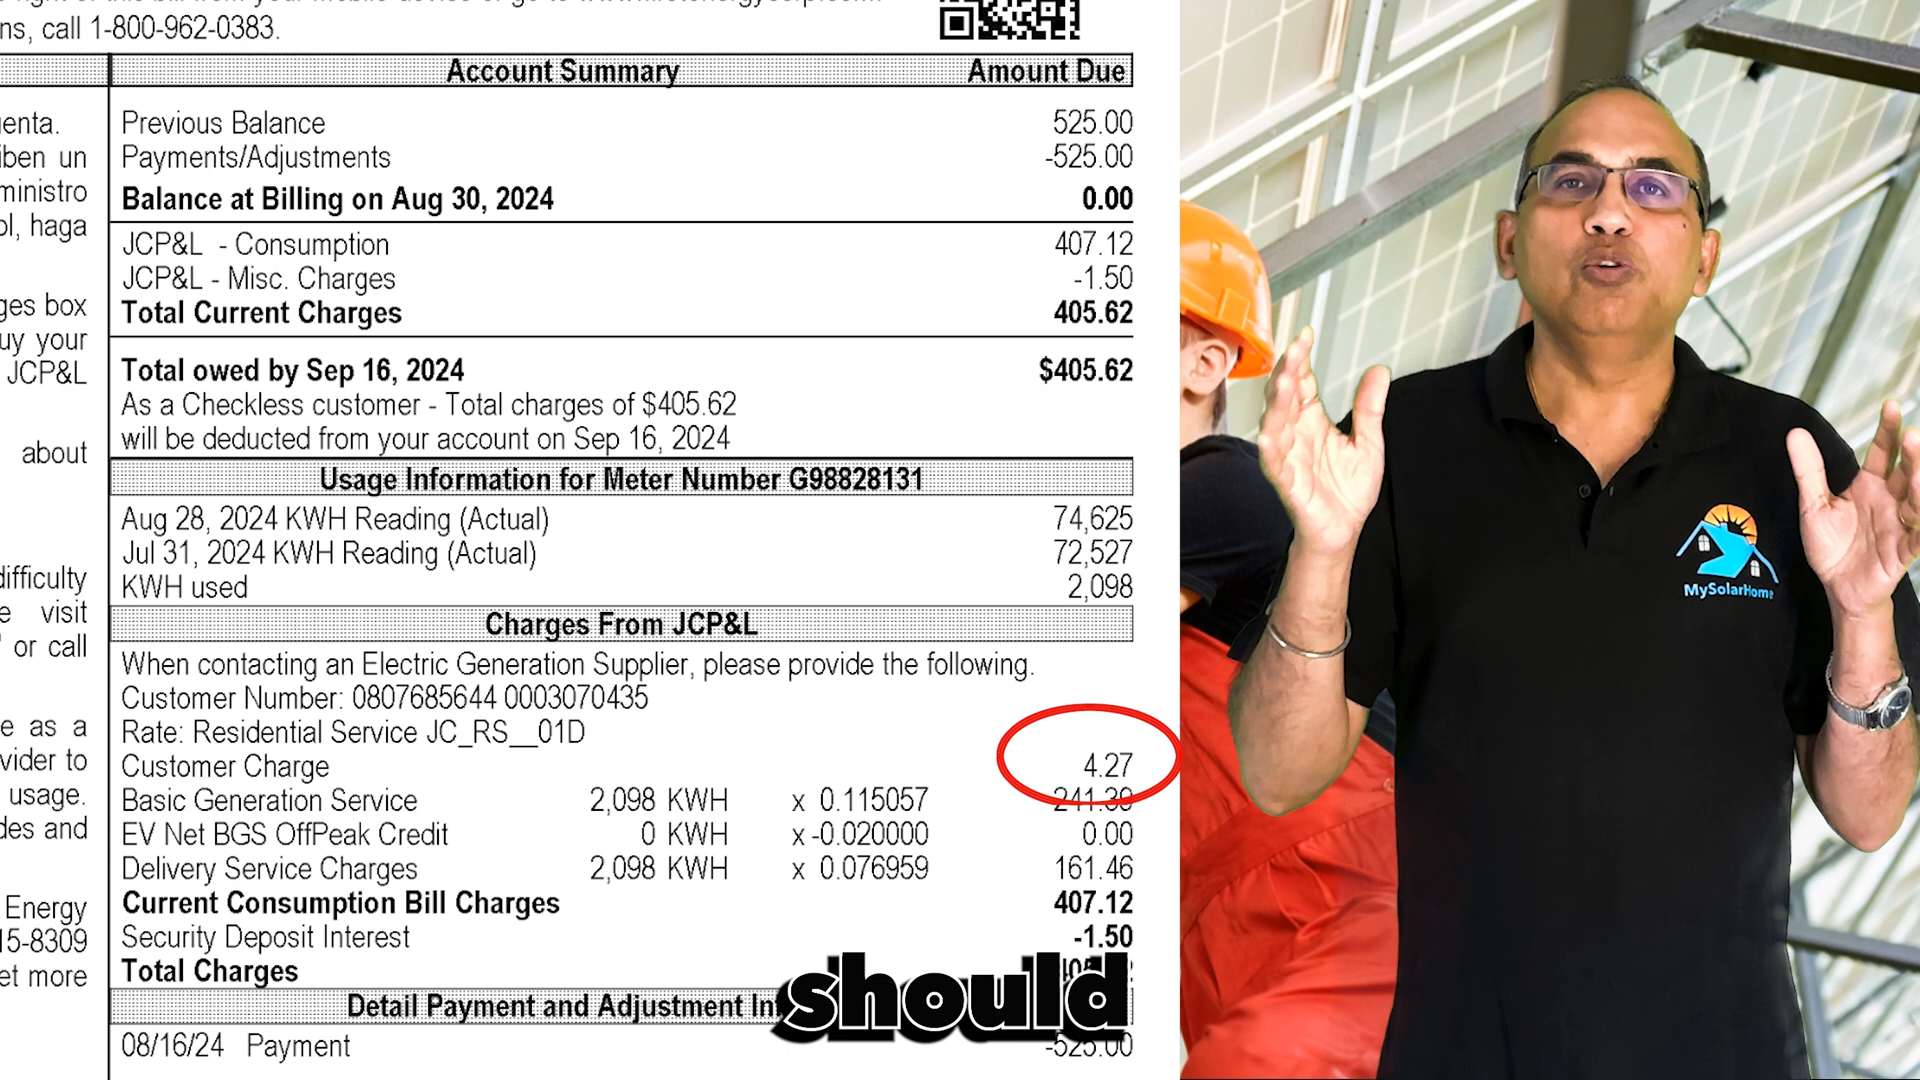 ns, call 1-800-962-0383.
Account Summary Amount Due
Previous Balance 525.00
Payments/Adjustments -525.00
Balance at Billing on Aug 30, 2024 0.00
JCP&L - Consumption 407.12
JCP&L - Misc. Charges -1.50
Total Current Charges 405.62
Total owed by Sep 16, 2024 $405.62
As a Checkless customer - Total charges of $405.62
will be deducted from your account on Sep 16, 2024
Usage Information for Meter Number G98828131
Aug 28, 2024 KWH Reading (Actual) 74,625
Jul 31, 2024 KWH Reading (Actual) 72,527
KWH used 2,098
Charges From JCP&L
When contacting an Electric Generation Supplier, please provide the following.
Customer Number: 0807685644 0003070435
Rate: Residential Service JC_RS__01D
Customer Charge 4.27
Basic Generation Service 2,098 KWH x 0.115057 241.39
EV Net BGS OffPeak Credit 0 KWH x -0.020000 0.00
Delivery Service Charges 2,098 KWH x 0.076959 161.46
Current Consumption Bill Charges 407.12
Security Deposit Interest -1.50
Total Charges
Detail Payment and Adjustment
08/16/24 Payment -525.00
enta.
iben un
ministro
ol, haga
ges box
uy your
JCP&L
about
difficulty
e visit
or call
e as a
vider to
usage.
des and
Energy
15-8309
et more
should
MySolarHome